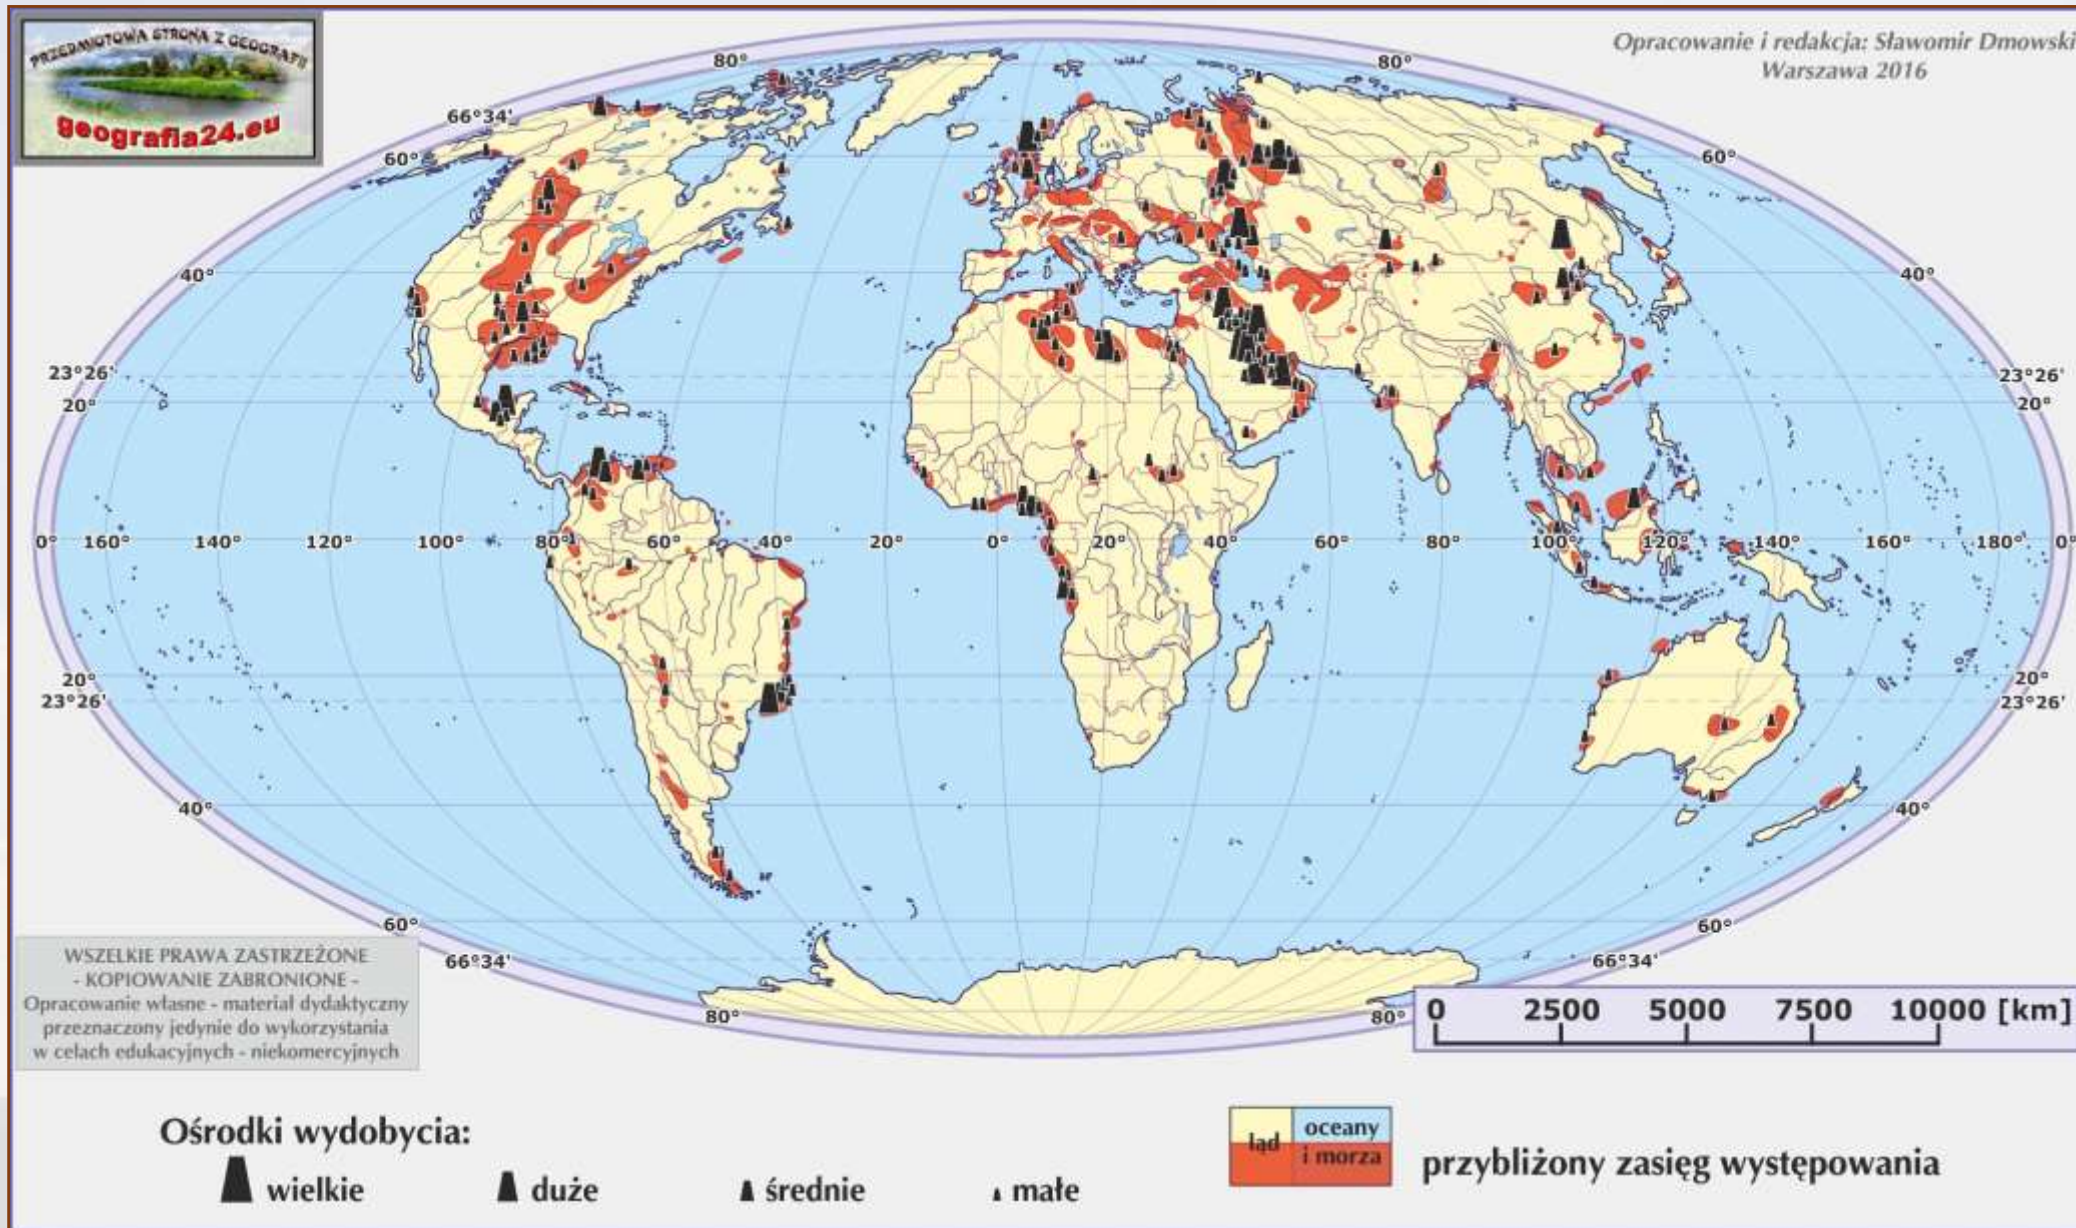 PRZEDMIOTOWA STRONA Z GEOGRAFII
geografia24.eu
Opracowanie i redakcja: Sławomir Dmowski
Warszawa 2016
80° 80°
66°34'
60° 60°
40° 40°
23°26' 23°26'
20° 20°
0° 160° 140° 120° 100° 80° 60° 40° 20° 0° 20° 40° 60° 80° 100° 120° 140° 160° 180° 0°
20° 20°
23°26' 23°26'
40° 40°
60° 60°
66°34' 66°34'
80° 80°
WSZELKIE PRAWA ZASTRZEŻONE
- KOPIOWANIE ZABRONIONE -
Opracowanie własne - materiał dydaktyczny
przeznaczony jedynie do wykorzystania
w celach edukacyjnych - niekomercyjnych
0 2500 5000 7500 10000 [km]
Ośrodki wydobycia:
wielkie duże średnie małe
ląd oceany
i morza
przybliżony zasięg występowania